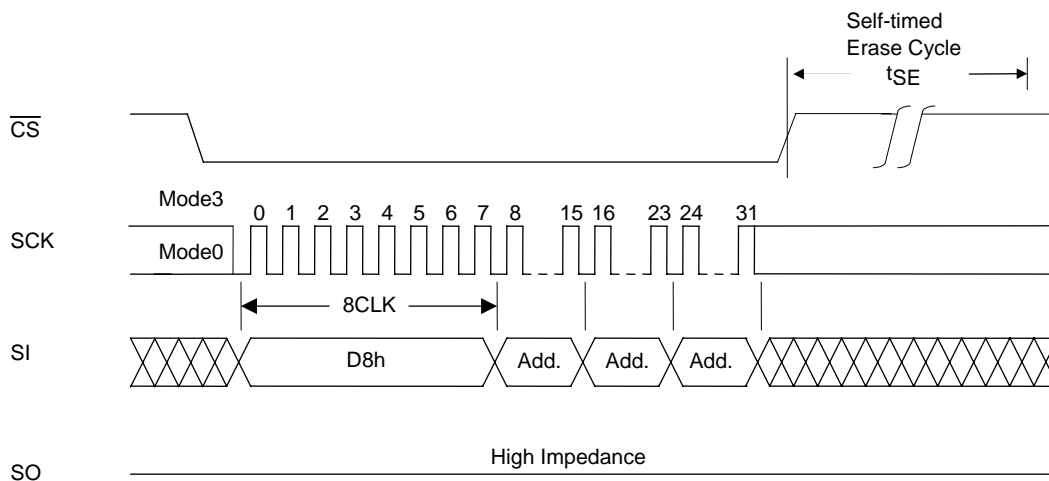 Self-timed
Erase Cycle
tSE
CS
Mode3
0 1 2 3 4 5 6 7 8 15 16 23 24 31
SCK
Mode0
8CLK
SI
D8h Add. Add. Add.
High Impedance
SO